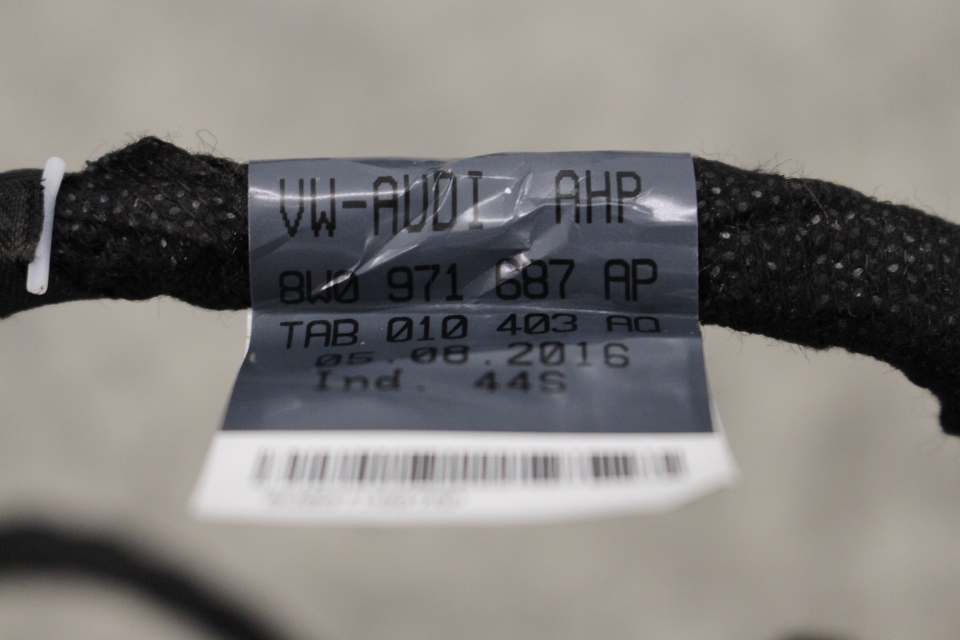 VW-AUDI AHP
8W0 971 687 AP
TAB 010 403 AQ
05.08.2016
Ind. 44S